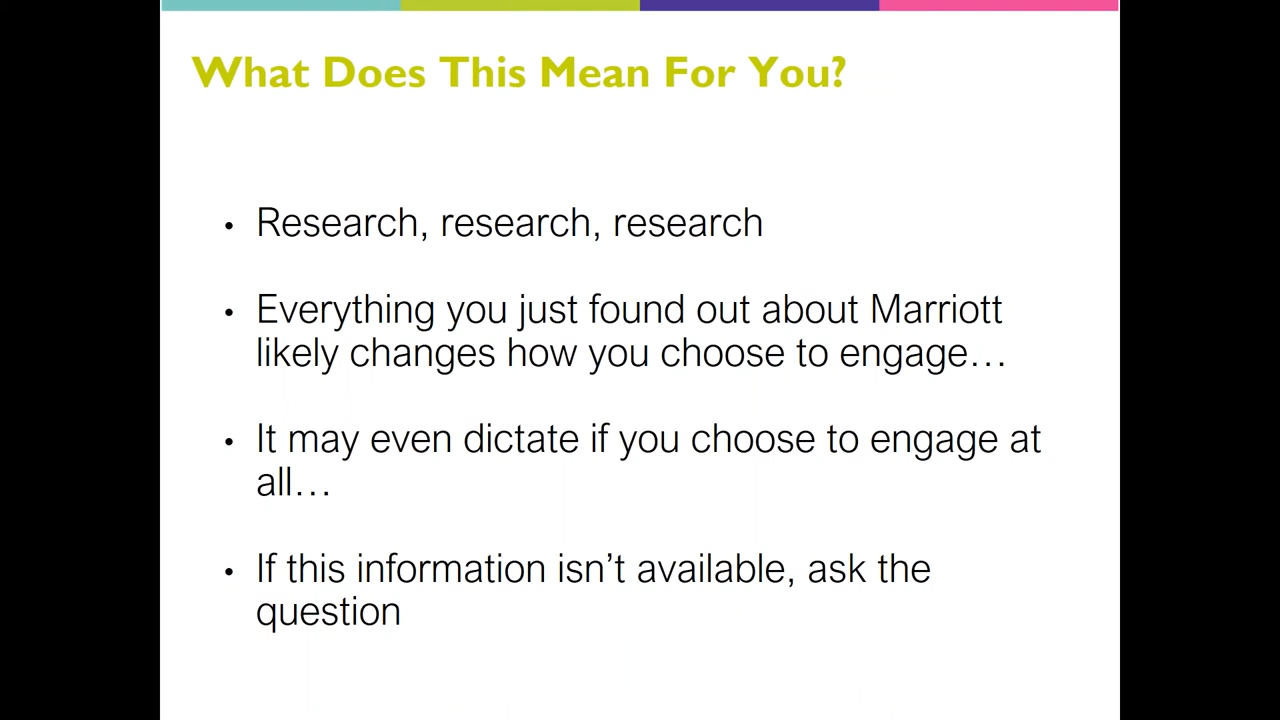 What Does This Mean For You?
• Research, research, research
• Everything you just found out about Marriott
likely changes how you choose to engage…
• It may even dictate if you choose to engage at
all…
• If this information isn’t available, ask the
question